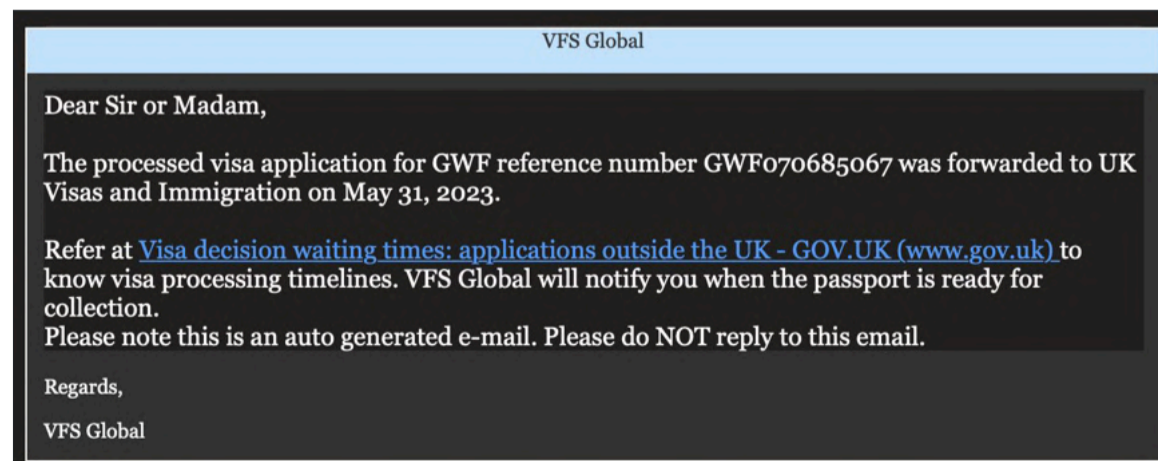 VFS Global
Dear Sir or Madam,
The processed visa application for GWF reference number GWF070685067 was forwarded to UK
Visas and Immigration on May 31, 2023.
Refer at Visa decision waiting times: applications outside the UK - GOV.UK (www.gov.uk) to
know visa processing timelines. VFS Global will notify you when the passport is ready for
collection.
Please note this is an auto generated e-mail. Please do NOT reply to this email.
Regards,
VFS Global